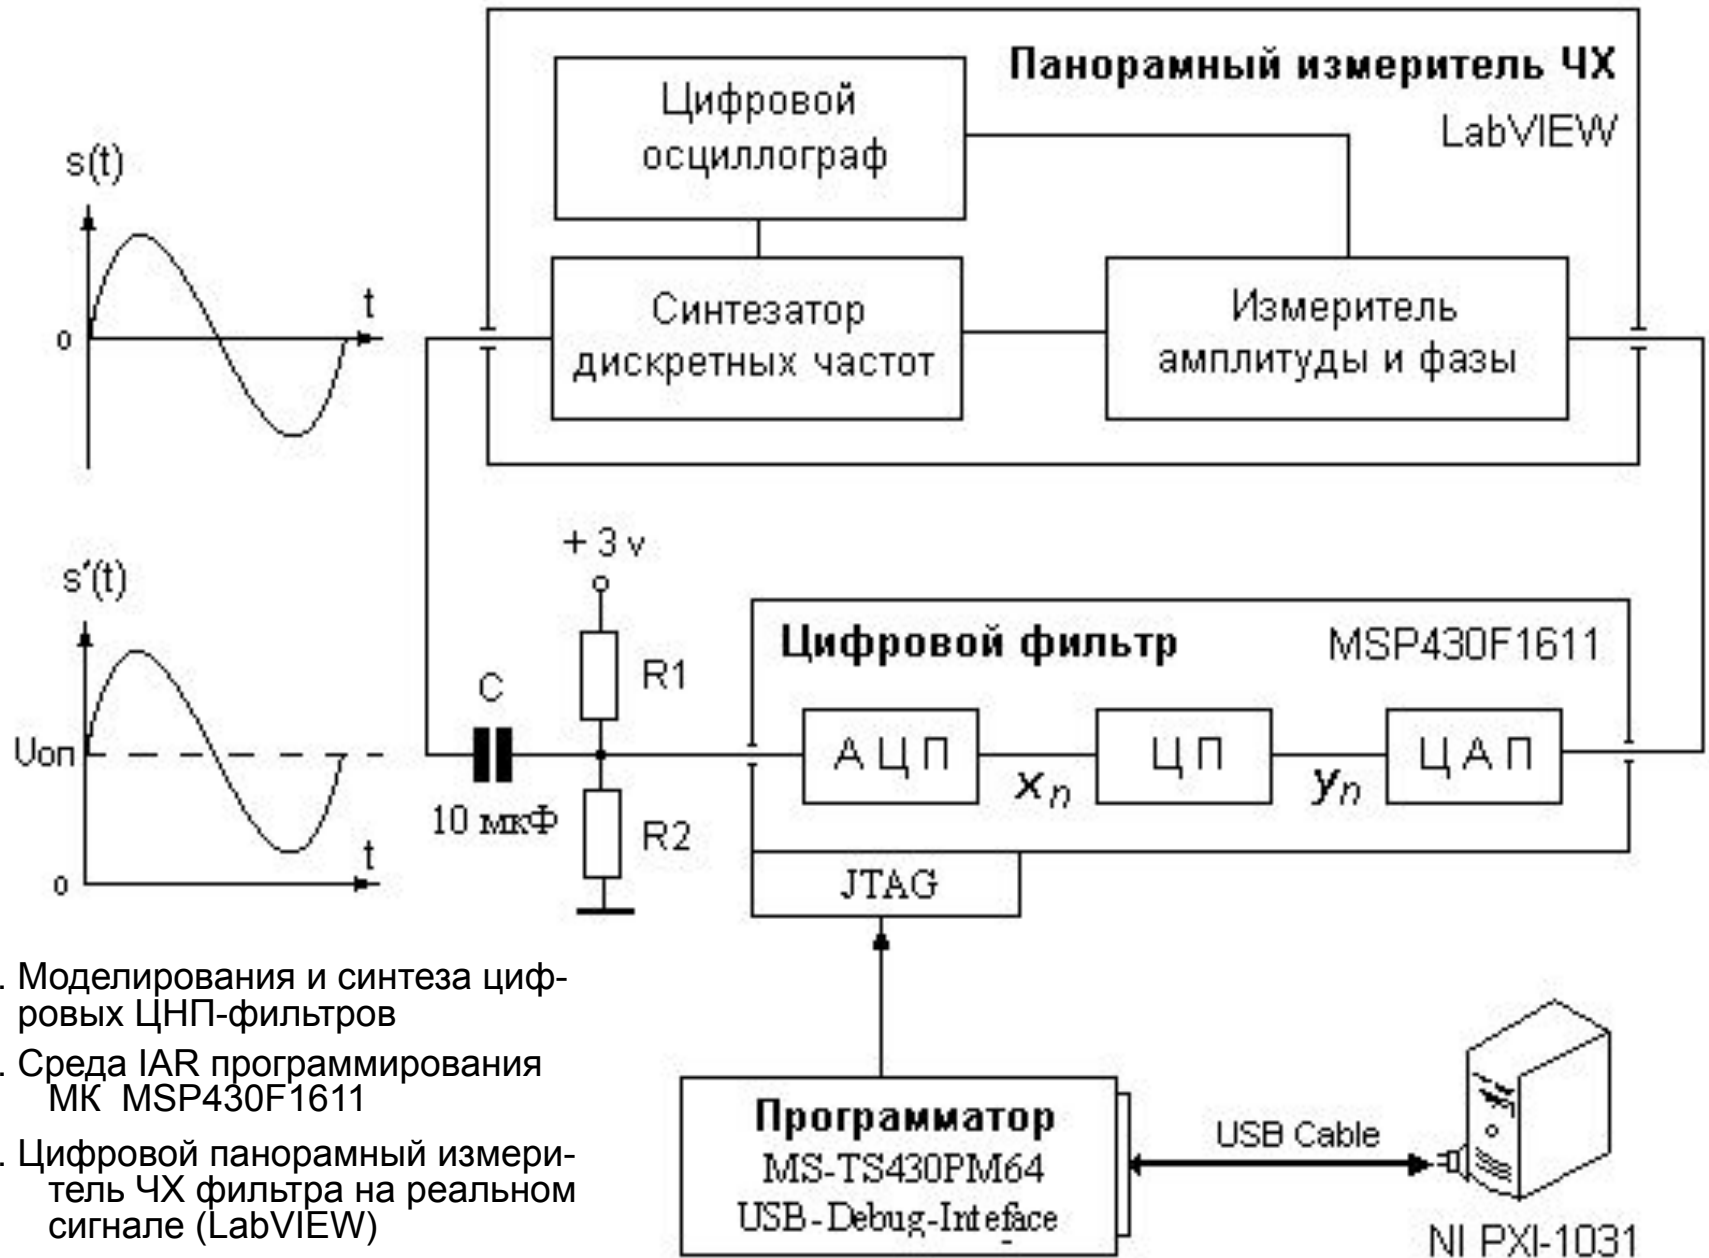 Панорамный измеритель ЧХ
LabVIEW
Цифровой
осциллограф
s(t)
t
0
Синтезатор
дискретных частот
Измеритель
амплитуды и фазы
+ 3 v
s'(t)
Uоп
t
0
C
10 мкФ
R1
R2
Цифровой фильтр
MSP430F1611
А Ц П
xn
Ц П
yn
Ц А П
JTAG
. Моделирования и синтеза циф-
ровых ЦНП-фильтров
. Среда IAR программирования
МК MSP430F1611
. Цифровой панорамный измери-
тель ЧХ фильтра на реальном
сигнале (LabVIEW)
Программатор
MS-TS430PM64
USB-Debug-Inteface
USB Cable
NI PXI-1031